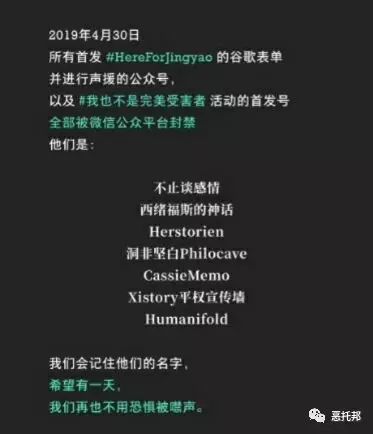 2019年4月30日
所有首发 #HereForJingyao 的谷歌表单
并进行声援的公众号，
以及 #我也不是完美受害者 活动的首发号
全部被微信公众平台封禁
他们是：
不止谈感情
西绪福斯的神话
Herstorien
洞非坚白Philocave
CassieMemo
Xistory平权宣传墙
Humanifold
我们会记住他们的名字，
希望有一天，
我们再也不用恐惧被噤声。
恶托邦